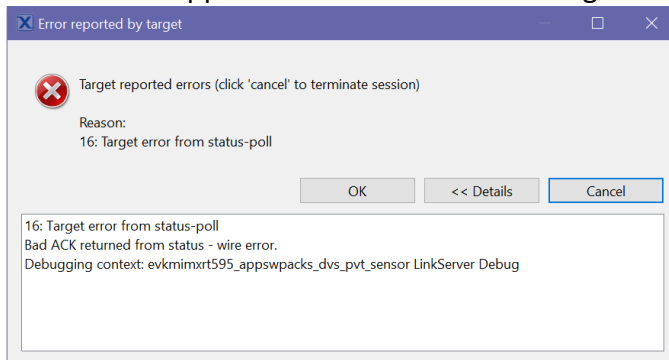 Error reported by target
Target reported errors (click 'cancel' to terminate session)
Reason:
16: Target error from status-poll
OK
<< Details
Cancel
16: Target error from status-poll
Bad ACK returned from status - wire error.
Debugging context: evkmimxrt595_appswpacks_dvs_pvt_sensor LinkServer Debug